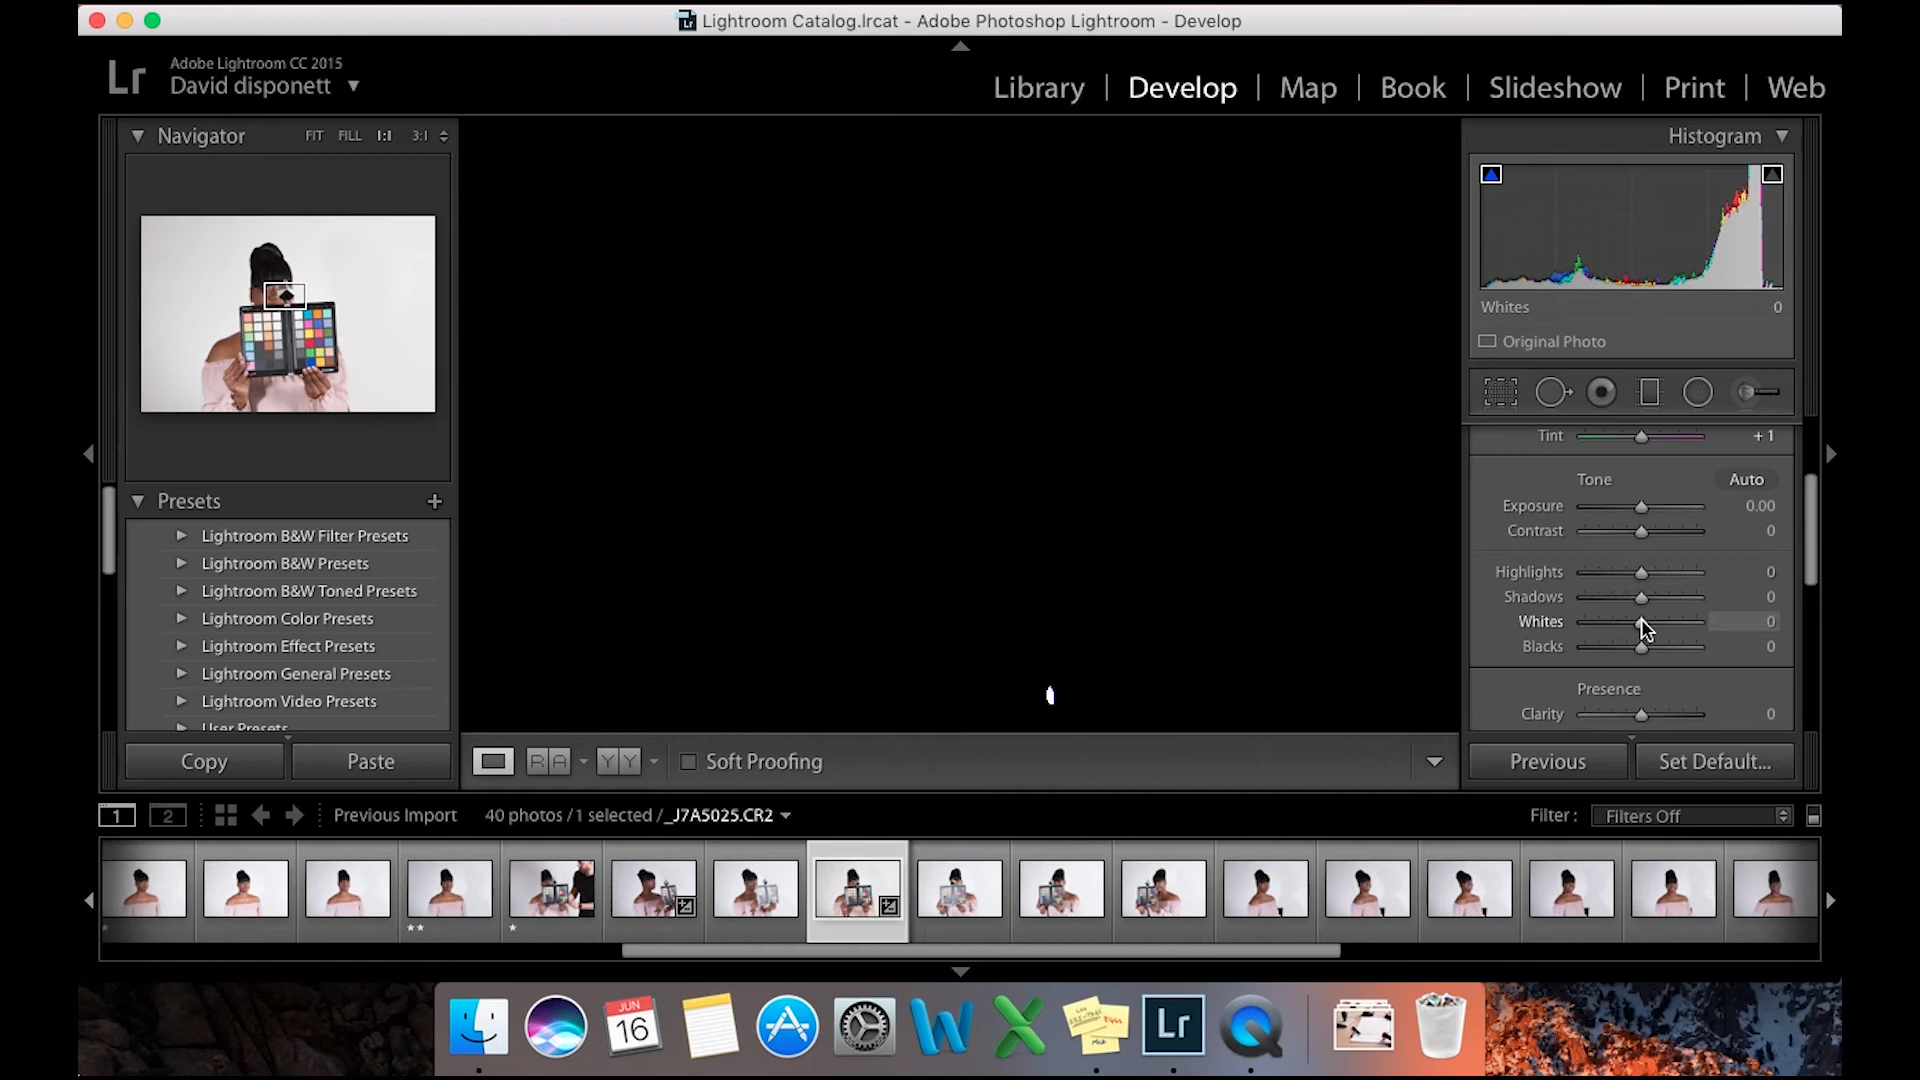 Lightroom Catalog.lrcat - Adobe Photoshop Lightroom - Develop
Lr
Adobe Lightroom CC 2015
David disponett
Library | Develop | Map | Book | Slideshow | Print | Web
Navigator FIT FILL 1:1 3:1
Histogram
Whites 0
Original Photo
Tint +1
Tone Auto
Exposure 0.00
Contrast 0
Highlights 0
Shadows 0
Whites 0
Blacks 0
Presence
Clarity 0
Presets +
Lightroom B&W Filter Presets
Lightroom B&W Presets
Lightroom B&W Toned Presets
Lightroom Color Presets
Lightroom Effect Presets
Lightroom General Presets
Lightroom Video Presets
User Presets
Copy Paste
RA YY Soft Proofing
Previous Set Default...
1 2 Previous Import 40 photos / 1 selected / _J7A5025.CR2
Filter : Filters Off
JUN
16
W
X
Lr